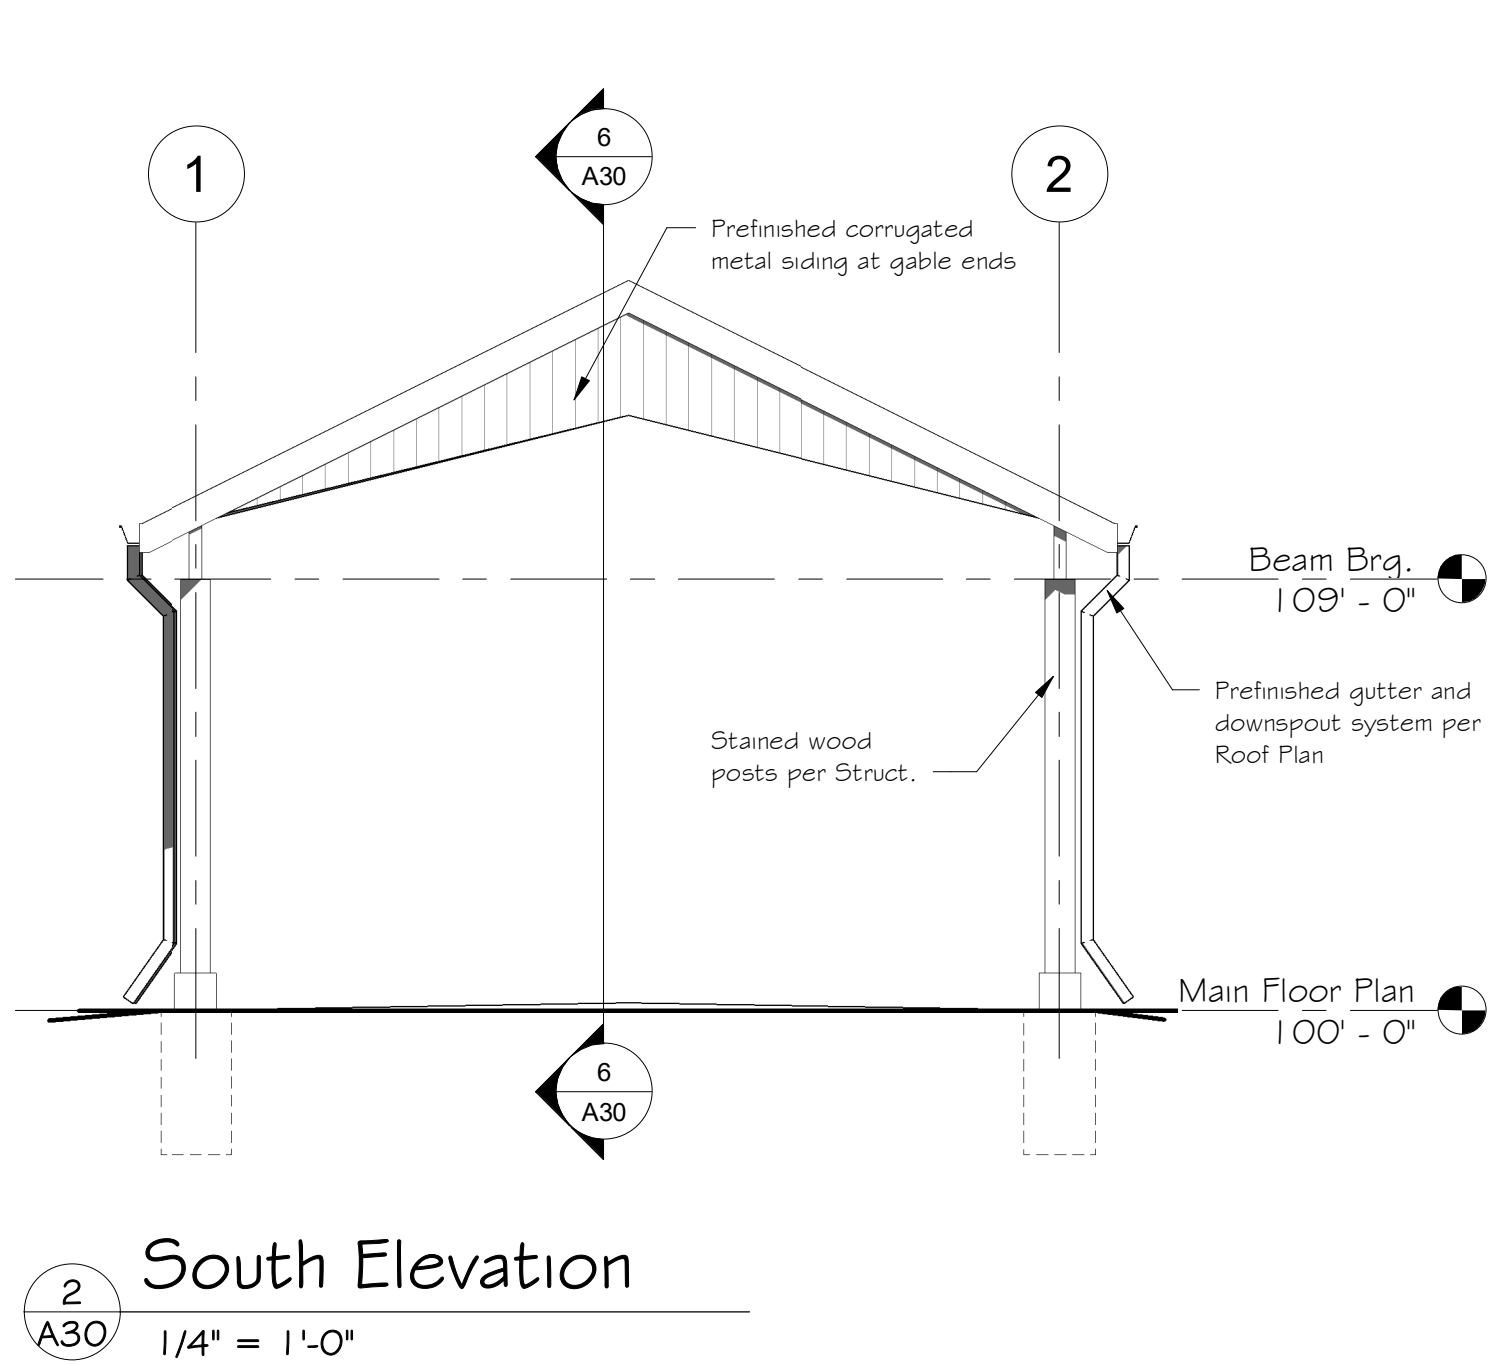 6
A30
1
2
Prefinished corrugated
metal siding at gable ends
Beam Brg.
109' - 0"
Prefinished gutter and
downspout system per
Roof Plan
Stained wood
posts per Struct.
Main Floor Plan
100' - 0"
6
A30
South Elevation
2
A30
1/4" = 1'-0"